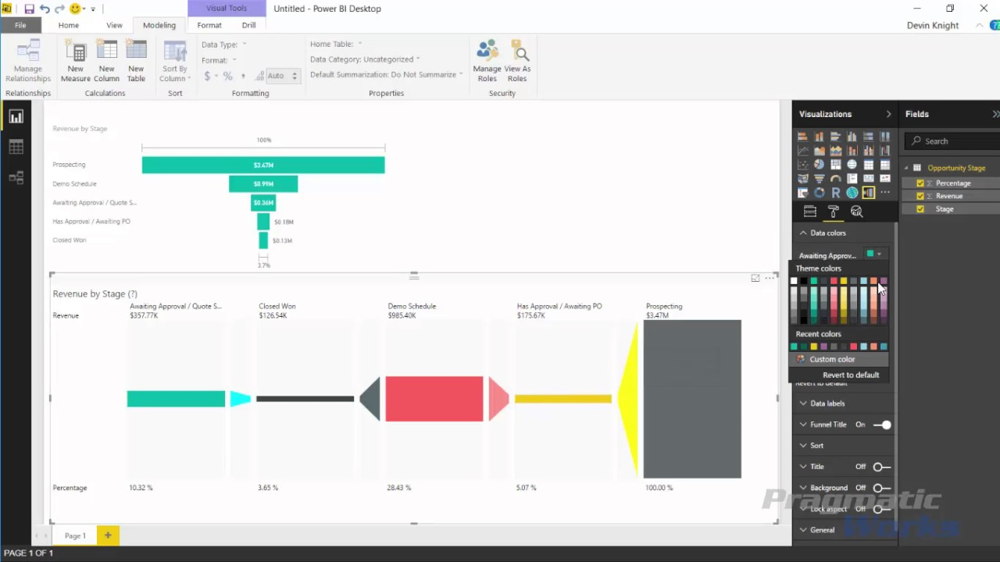 Visual Tools
Untitled - Power BI Desktop
File
Home
View
Modeling
Format
Drill
Devin Knight
Manage
Relationships
New
Measure
New
Column
New
Table
Sort By
Column
Data Type:
Format:
$ % , .00 Auto
Home Table:
Data Category: Uncategorized
Default Summarization: Do Not Summarize
Manage
Roles
View As
Roles
Relationships
Calculations
Sort
Formatting
Properties
Security
Revenue by Stage
100%
Prospecting
$3.47M
Demo Schedule
$0.99M
Awaiting Approval / Quote S...
$0.36M
Has Approval / Awaiting PO
$0.18M
Closed Won
$0.13M
3.7%
Revenue by Stage (?)
Awaiting Approval / Quote S...
Closed Won
Demo Schedule
Has Approval / Awaiting PO
Prospecting
Revenue
$357.77K
$126.54K
$985.40K
$175.67K
$3.47M
Percentage
10.32 %
3.65 %
28.43 %
5.07 %
100.00 %
Visualizations
Fields
Search
R
Opportunity Stage
Percentage
Revenue
Stage
Data colors
Awaiting Approv...
Theme colors
Recent colors
Custom color
Revert to default
Revert to default
Data labels
Funnel Title On
Sort
Title Off
Background Off
Lock aspect Off
General
Pragmatic
Works
Page 1
PAGE 1 OF 1